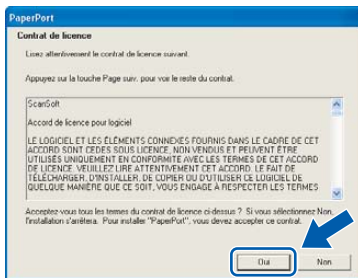 PaperPort
Contrat de licence
Lisez attentivement le contrat de licence suivant.
Appuyez sur la touche Page suiv. pour voir le reste du contrat.
ScanSoft
Accord de licence pour logiciel
LE LOGICIEL ET LES ÉLÉMENTS CONNEXES FOURNIS DANS LE CADRE DE CET
ACCORD SONT CEDES SOUS LICENCE, NON VENDUS ET PEUVENT ÊTRE
UTILISÉS UNIQUEMENT EN CONFORMITE AVEC LES TERMES DE CET ACCORD
DE LICENCE. VEUILLEZ LIRE ATTENTIVEMENT CET ACCORD. LE FAIT DE
TELECHARGER, D'INSTALLER, DE COPIER OU D'UTILISER CE LOGICIEL DE
QUELQUE MANIÈRE QUE CE SOIT, VOUS ENGAGE À RESPECTER LES TERMES
Acceptez-vous tous les termes du contrat de licence ci-dessus ? Si vous sélectionnez Non,
l'installation s'arrêtera. Pour installer "PaperPort", vous devez accepter ce contrat.
Oui
Non